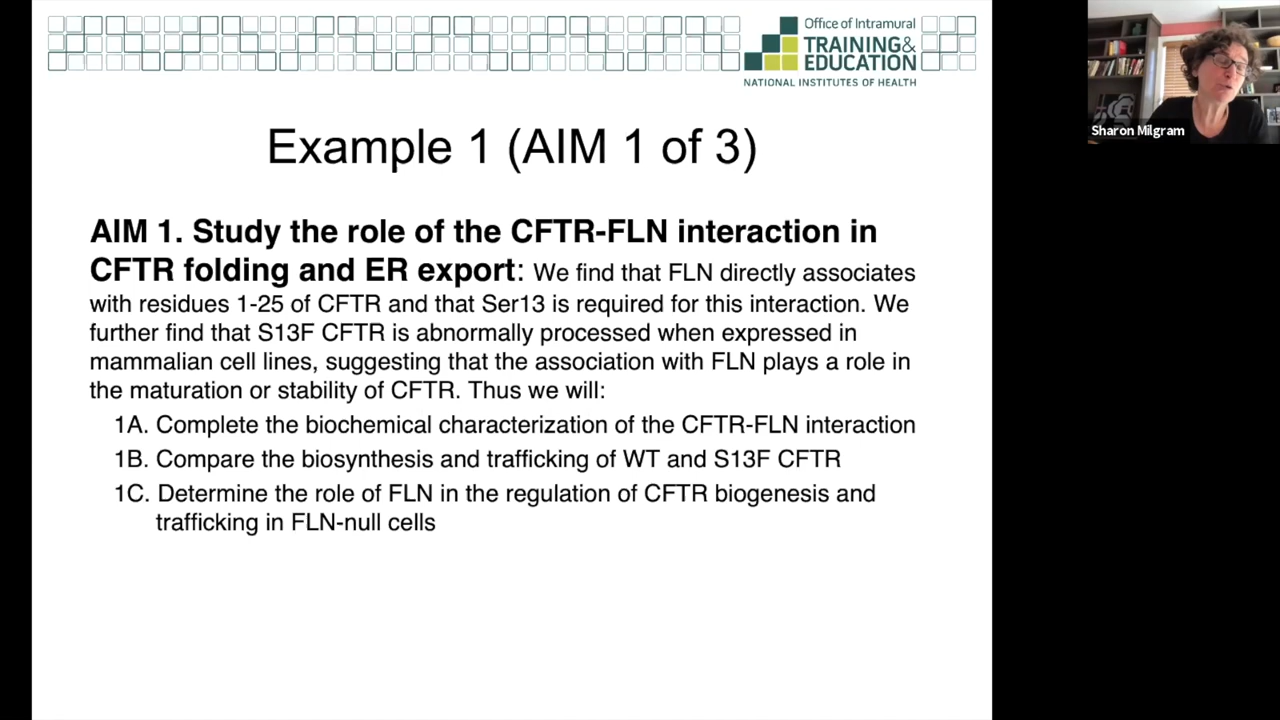 Office of Intramural
TRAINING&
EDUCATION
NATIONAL INSTITUTES OF HEALTH
Sharon Milgram
Example 1 (AIM 1 of 3)
AIM 1. Study the role of the CFTR-FLN interaction in
CFTR folding and ER export: We find that FLN directly associates
with residues 1-25 of CFTR and that Ser13 is required for this interaction. We
further find that S13F CFTR is abnormally processed when expressed in
mammalian cell lines, suggesting that the association with FLN plays a role in
the maturation or stability of CFTR. Thus we will:
1A. Complete the biochemical characterization of the CFTR-FLN interaction
1B. Compare the biosynthesis and trafficking of WT and S13F CFTR
1C. Determine the role of FLN in the regulation of CFTR biogenesis and
trafficking in FLN-null cells